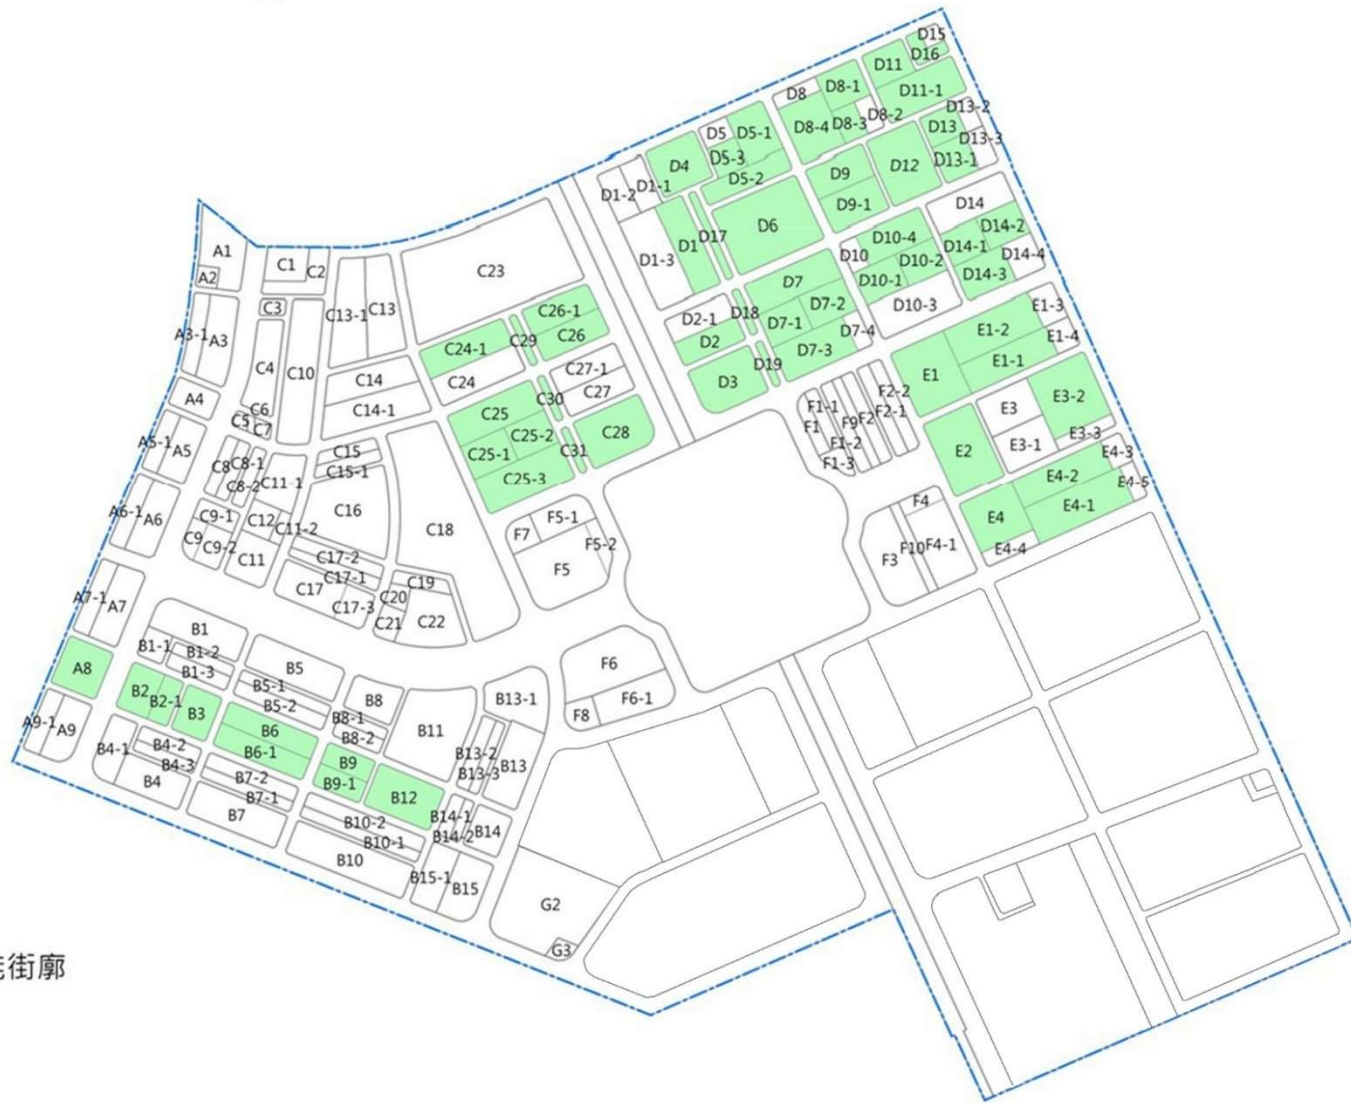 D15
D16
D11
D8-1
D8
D11-1
D13-2
D8-2
D8-4
D8-3
D13
D13-3
D5
D5-1
D5-3
D13-1
D4
D12
D9
D5-2
D1-1
D1-2
D9-1
D14
D6
D14-2
D17
D1
D10-4
D14-1
D14-4
D10
D10-2
D1-3
D14-3
D10-1
D7
D10-3
D7-2
D18
D2-1
D7-1
D7-4
E1-3
D2
D7-3
E1-2
E1-4
D19
E1-1
D3
E1
F2-2
F1-1
F2-1
F1
F9
F2
F1-2
F1-3
E3
E3-2
E3-1
E3-3
E2
E4-3
E4-2
E4-5
E4-1
E4
E4-4
F4
F3
F10
F4-1
A1
A2
C1
C2
C23
C3
C13-1
C13
A3-1
A3
C26-1
C26
C29
C24-1
C24
C27-1
C27
C4
C10
C14
C14-1
C30
C25
C25-2
C25-1
C25-3
C28
C31
A4
C6
C5
C7
A5-1
A5
C8
C8-1
C8-2
C11-1
C15
C15-1
C16
C18
A6-1
A6
C9-1
C9
C9-2
C12
C11-2
C11
F7
F5-1
F5-2
F5
C17-2
C17-1
C17
C17-3
C19
C20
C21
C22
A7-1
A7
B1
B1-1
B1-2
B1-3
A8
B5
B5-1
B5-2
B8
B8-1
B8-2
B11
B13-1
F6
F6-1
F8
B2
B2-1
B3
A9-1
A9
B6
B6-1
B4-1
B4-2
B4-3
B4
B9
B9-1
B13-2
B13-3
B13
B7-2
B7-1
B7
B12
B14-1
B14-2
B14
B10-2
B10-1
B10
B15-1
B15
G2
G3
街廓